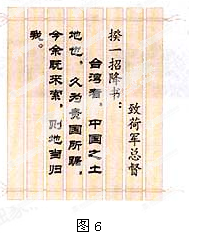 致荷军总督
揆一招降书：
台湾者，中国之土
地也，久为贵国所踞，
今余既来索，则地当归
我。
图6